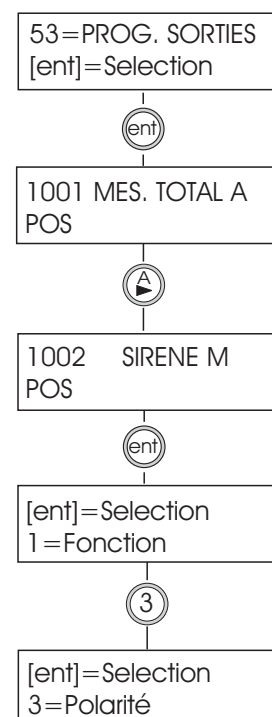 53=PROG. SORTIES
[ent]=Selection
ent
1001 MES. TOTAL A
POS
A
1002 SIRENE M
POS
ent
[ent]=Selection
1=Fonction
3
[ent]=Selection
3=Polarité